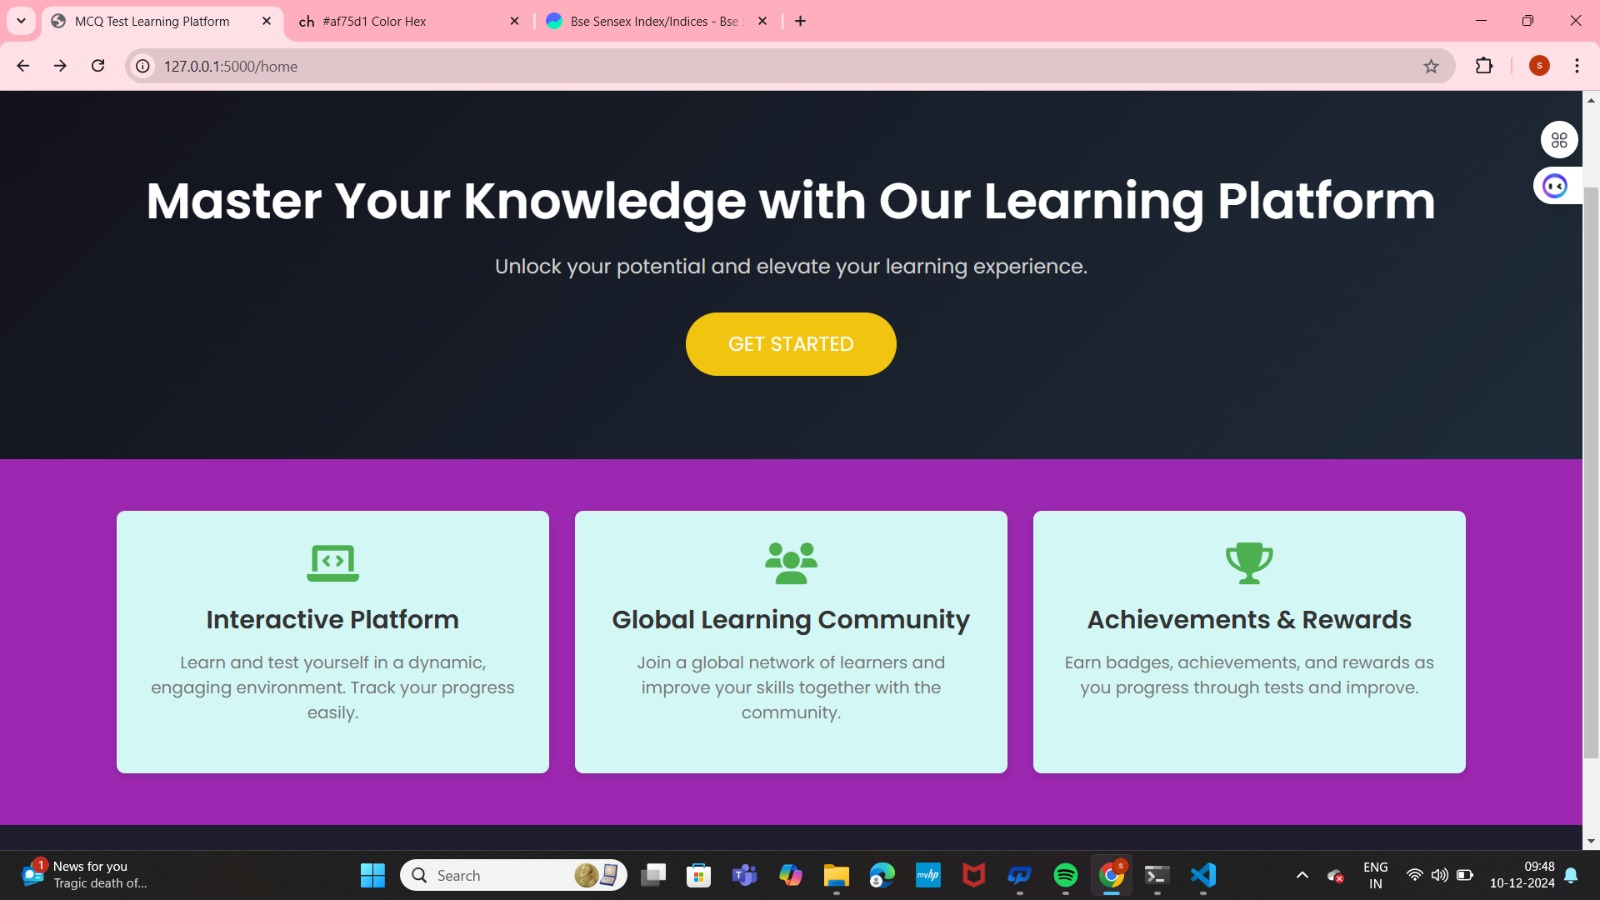 MCQ Test Learning Platform
ch #af75d1 Color Hex
Bse Sensex Index/Indices - Bse
127.0.0.1:5000/home
S
Master Your Knowledge with Our Learning Platform
Unlock your potential and elevate your learning experience.
GET STARTED
Interactive Platform
Learn and test yourself in a dynamic,
engaging environment. Track your progress
easily.
Global Learning Community
Join a global network of learners and
improve your skills together with the
community.
Achievements & Rewards
Earn badges, achievements, and rewards as
you progress through tests and improve.
1
News for you
Tragic death of...
Search
myhp
ENG
IN
09:48
10-12-2024